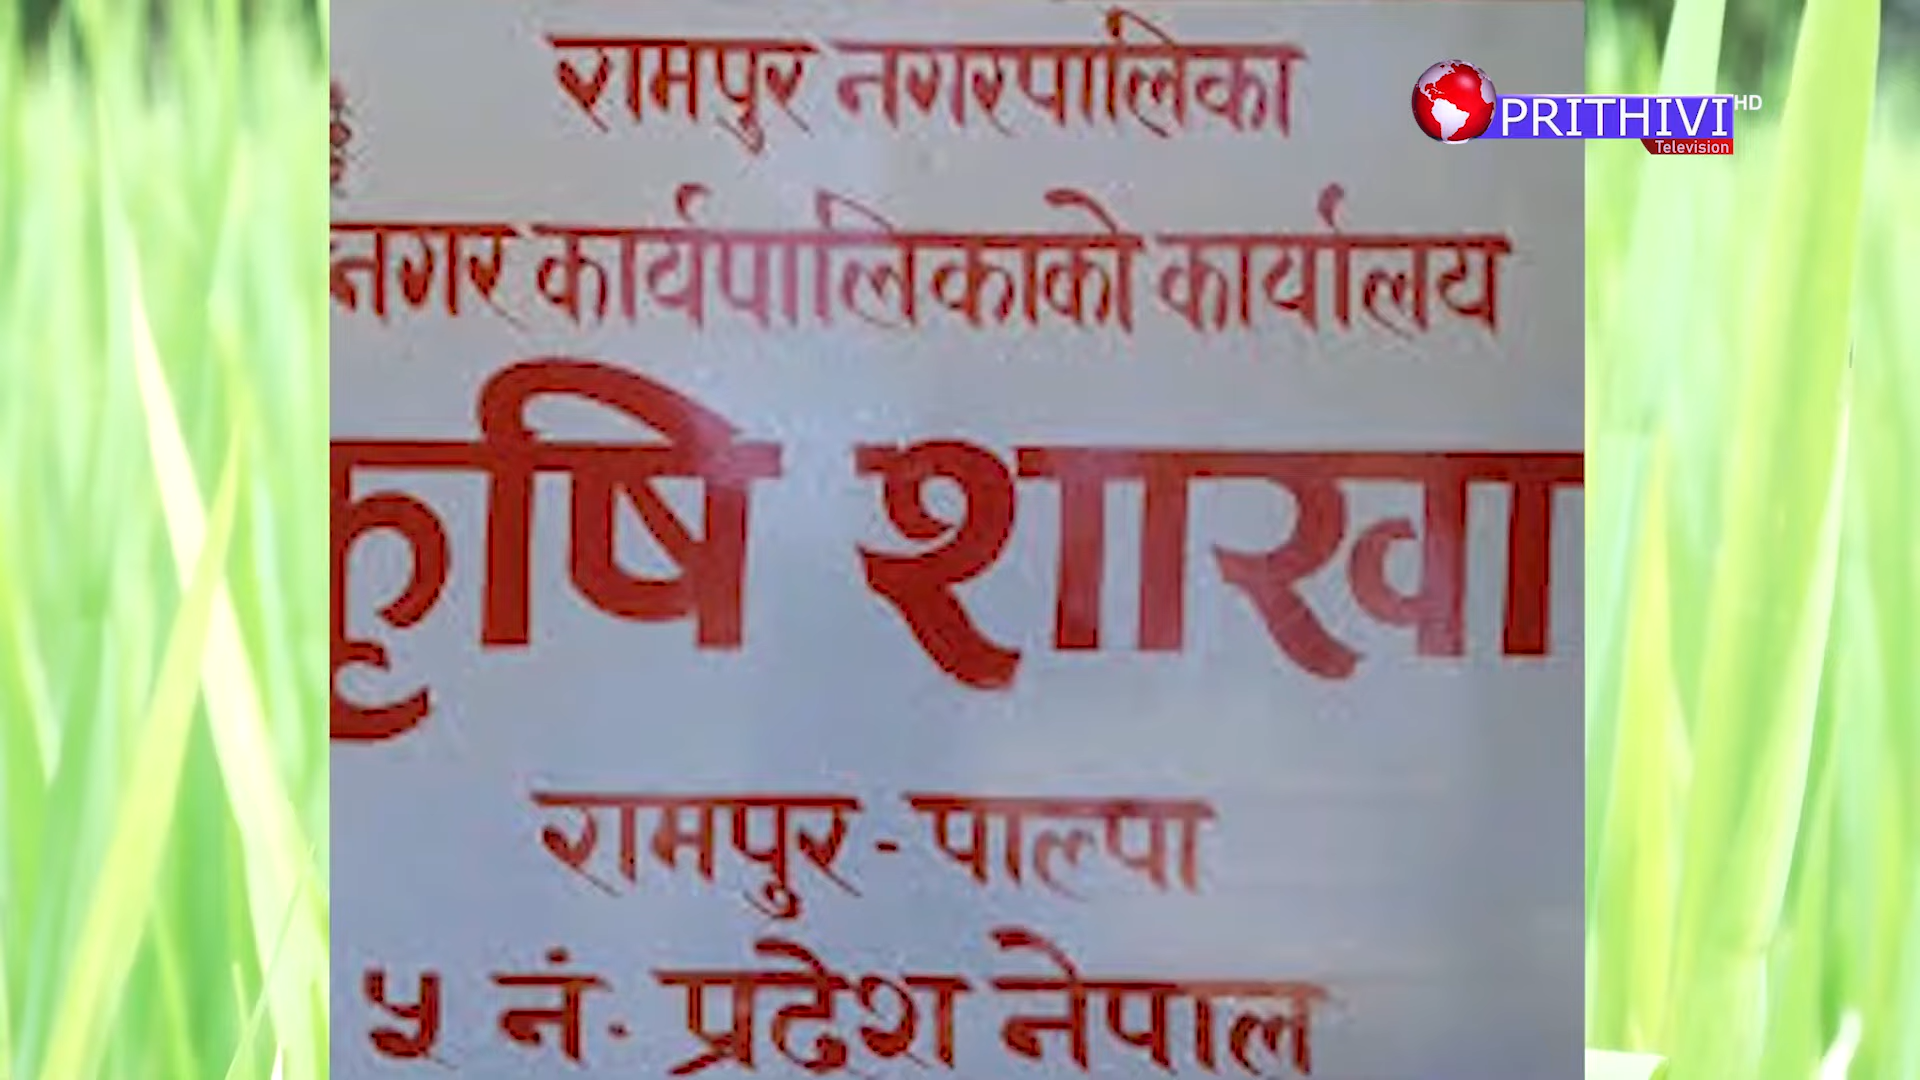 रामपुर नगरपालिका
नगर कार्यपालिकाको कार्यालय
कृषि शाखा
रामपुर - पाल्पा
५ नं. प्रदेश नेपाल
PRITHIVI HD
Television